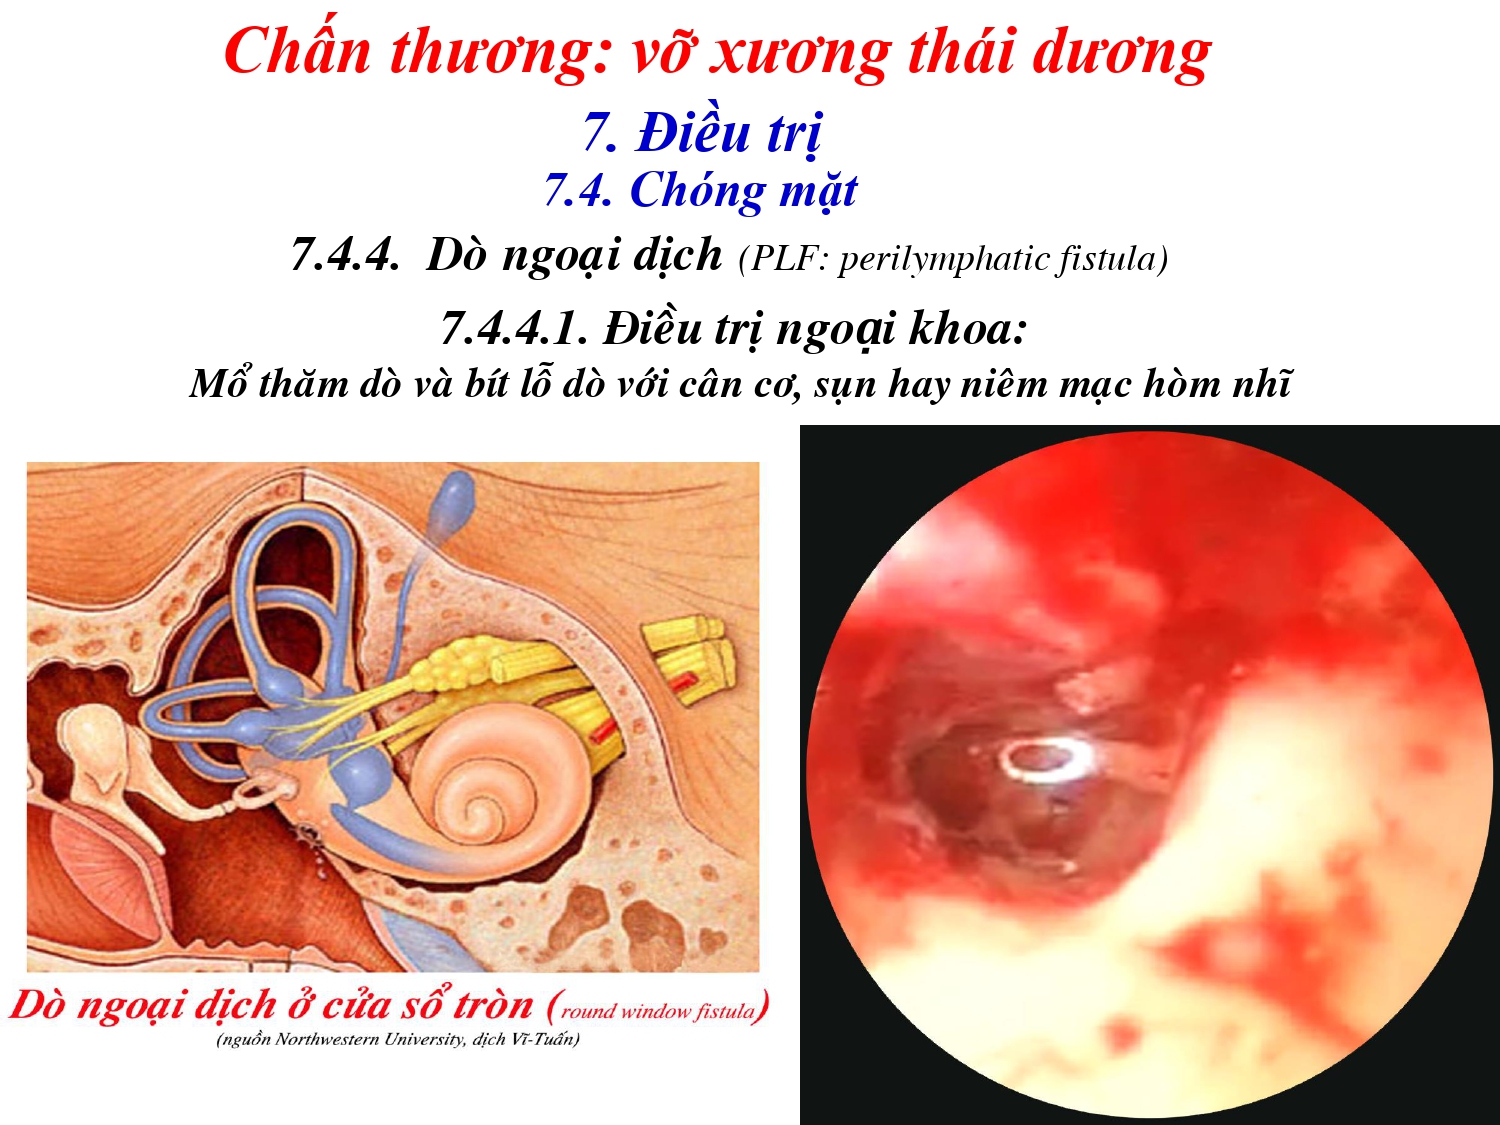 Chấn thương: vỡ xương thái dương
7. Điều trị
7.4. Chóng mặt
7.4.4. Dò ngoại dịch (PLF: perilymphatic fistula)
7.4.4.1. Điều trị ngoại khoa:
Mổ thăm dò và bít lỗ dò với cân cơ, sụn hay niêm mạc hòm nhĩ
Dò ngoại dịch ở cửa sổ tròn (round window fistula)
(nguồn Northwestern University, dịch Vĩ-Tuấn)